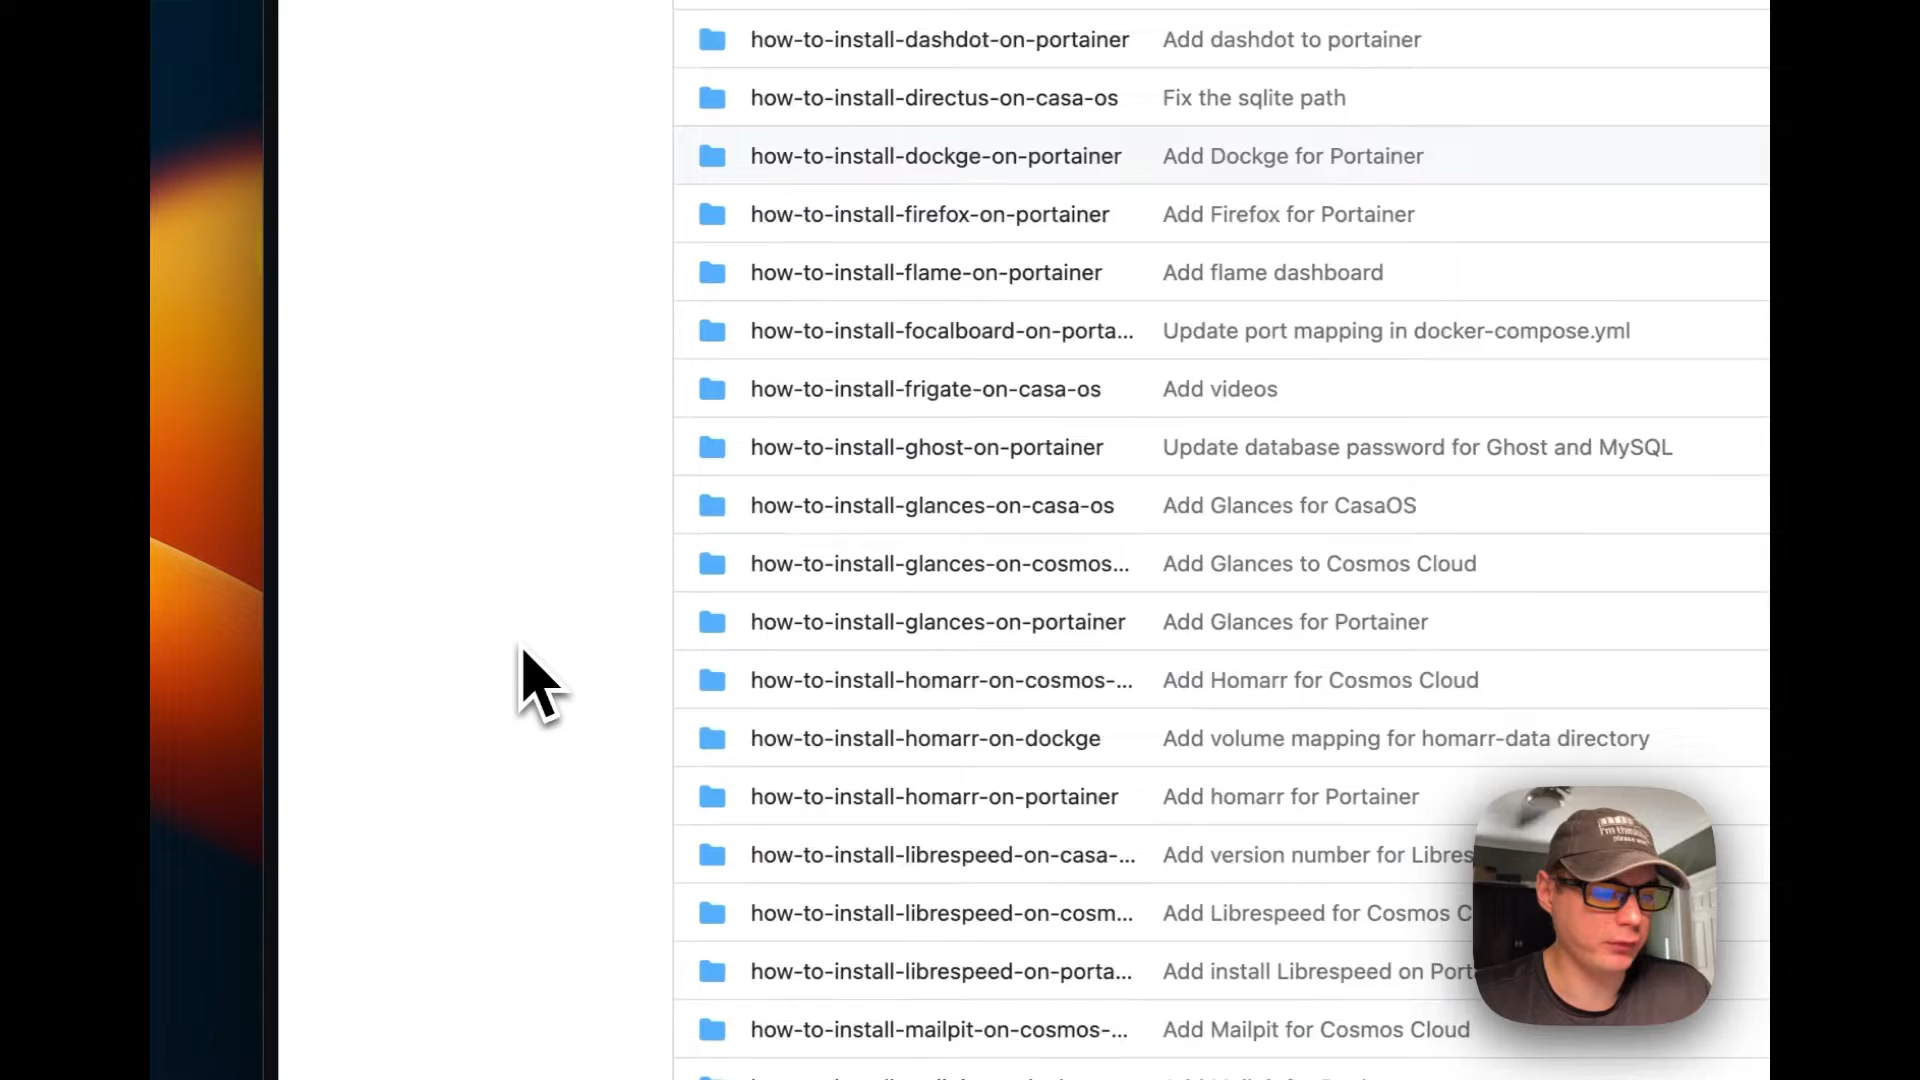 how-to-install-dashdot-on-portainer Add dashdot to portainer
how-to-install-directus-on-casa-os Fix the sqlite path
how-to-install-dockge-on-portainer Add Dockge for Portainer
how-to-install-firefox-on-portainer Add Firefox for Portainer
how-to-install-flame-on-portainer Add flame dashboard
how-to-install-focalboard-on-porta... Update port mapping in docker-compose.yml
how-to-install-frigate-on-casa-os Add videos
how-to-install-ghost-on-portainer Update database password for Ghost and MySQL
how-to-install-glances-on-casa-os Add Glances for CasaOS
how-to-install-glances-on-cosmos... Add Glances to Cosmos Cloud
how-to-install-glances-on-portainer Add Glances for Portainer
how-to-install-homarr-on-cosmos-... Add Homarr for Cosmos Cloud
how-to-install-homarr-on-dockge Add volume mapping for homarr-data directory
how-to-install-homarr-on-portainer Add homarr for Portainer
how-to-install-librespeed-on-casa-... Add version number for Libres
how-to-install-librespeed-on-cosm... Add Librespeed for Cosmos C
how-to-install-librespeed-on-porta... Add install Librespeed on Port
how-to-install-mailpit-on-cosmos-... Add Mailpit for Cosmos Cloud